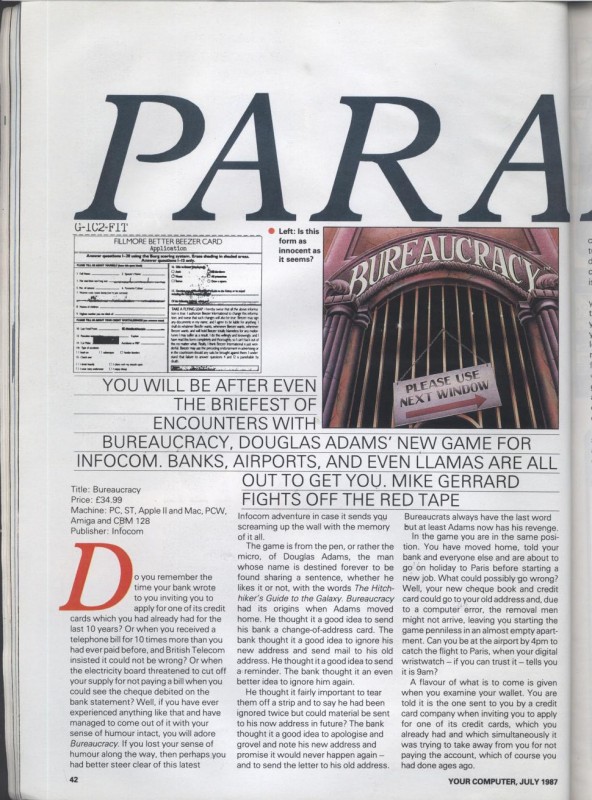 PARA
G-1C2-F1T
FILLMORE BETTER BEEZER CARD
Application
Left: Is this
form as
innocent as
it seems?
BUREAUCRACY
PLEASE USE
NEXT WINDOW
YOU WILL BE AFTER EVEN
THE BRIEFEST OF
ENCOUNTERS WITH
BUREAUCRACY, DOUGLAS ADAMS' NEW GAME FOR
INFOCOM. BANKS, AIRPORTS, AND EVEN LLAMAS ARE ALL
OUT TO GET YOU. MIKE GERRARD
FIGHTS OFF THE RED TAPE
Title: Bureaucracy
Price: £34.99
Machine: PC, ST, Apple II and Mac, PCW,
Amiga and CBM 128
Publisher: Infocom
Do you remember the
time your bank wrote
to you inviting you to
apply for one of its credit
cards which you had already had for the
last 10 years? Or when you received a
telephone bill for 10 times more than you
had ever paid before, and British Telecom
insisted it could not be wrong? Or when
the electricity board threatened to cut off
your supply for not paying a bill when you
could see the cheque debited on the
bank statement? Well, if you have ever
experienced anything like that and have
managed to come out of it with your
sense of humour intact, you will adore
Bureaucracy. If you lost your sense of
humour along the way, then perhaps you
had better steer clear of this latest
Infocom adventure in case it sends you
screaming up the wall with the memory
of it all.
The game is from the pen, or rather the
micro, of Douglas Adams, the man
whose name is destined forever to be
found sharing a sentence, whether he
likes it or not, with the words The Hitch-
hiker's Guide to the Galaxy. Bureaucracy
had its origins when Adams moved
home. He thought it a good idea to send
his bank a change-of-address card. The
bank thought it a good idea to ignore his
new address and send mail to his old
address. He thought it a good idea to send
a reminder. The bank thought it an even
better idea to ignore him again.
He thought it fairly important to tear
them off a strip and to say he had been
ignored twice but could material be sent
to his now address in future? The bank
thought it a good idea to apologise and
grovel and note his new address and
promise it would never happen again –
and to send the letter to his old address.
Bureaucrats always have the last word
but at least Adams now has his revenge.
In the game you are in the same posi-
tion. You have moved home, told your
bank and everyone else and are about to
go on holiday to Paris before starting a
new job. What could possibly go wrong?
Well, your new cheque book and credit
card could go to your old address and, due
to a computer error, the removal men
might not arrive, leaving you starting the
game penniless in an almost empty apart-
ment. Can you be at the airport by 4pm to
catch the flight to Paris, when your digital
wristwatch – if you can trust it – tells you
it is 9am?
A flavour of what is to come is given
when you examine your wallet. You are
told it is the one sent to you by a credit
card company when inviting you to apply
for one of its credit cards, which you
already had and which simultaneously it
was trying to take away from you for not
paying the account, which of course you
had done ages ago.
42
YOUR COMPUTER, JULY 1987